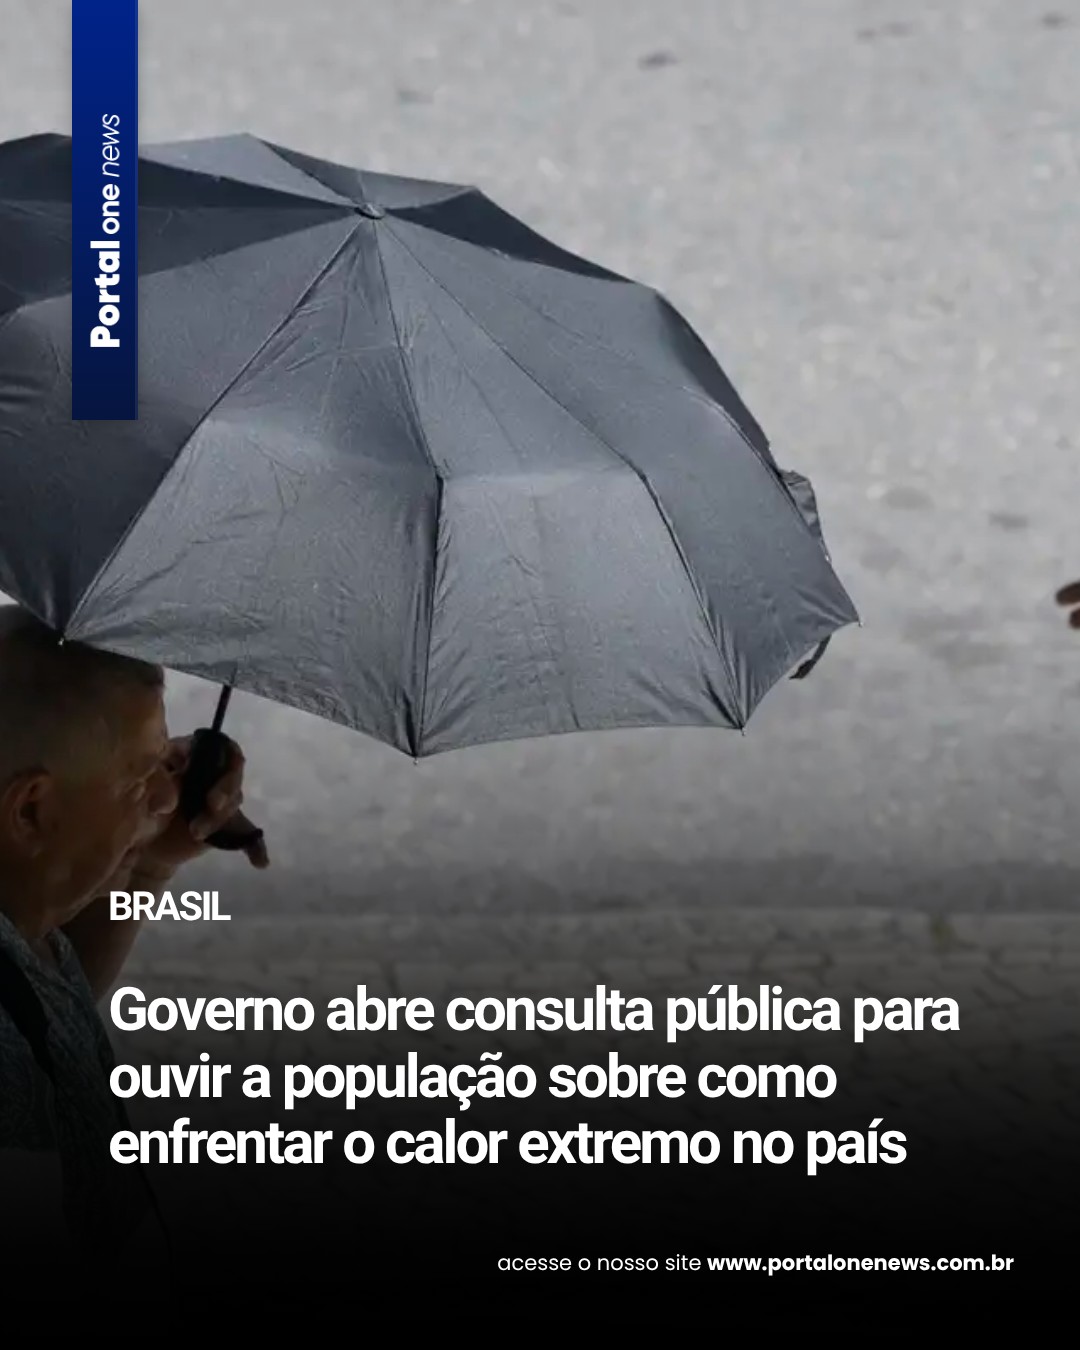 Portal one news
BRASIL
Governo abre consulta pública para
ouvir a população sobre como
enfrentar o calor extremo no país
acesse o nosso site www.portalonenews.com.br